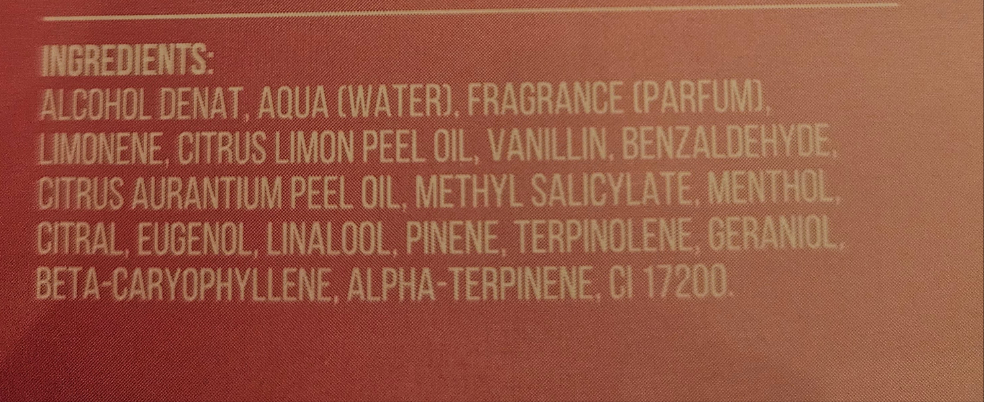 INGREDIENTS:
ALCOHOL DENAT, AQUA (WATER), FRAGRANCE (PARFUM),
LIMONENE, CITRUS LIMON PEEL OIL, VANILLIN, BENZALDEHYDE,
CITRUS AURANTIUM PEEL OIL, METHYL SALICYLATE, MENTHOL,
CITRAL, EUGENOL, LINALOOL, PINENE, TERPINOLENE, GERANIOL,
BETA-CARYOPHYLLENE, ALPHA-TERPINENE, CI 17200.